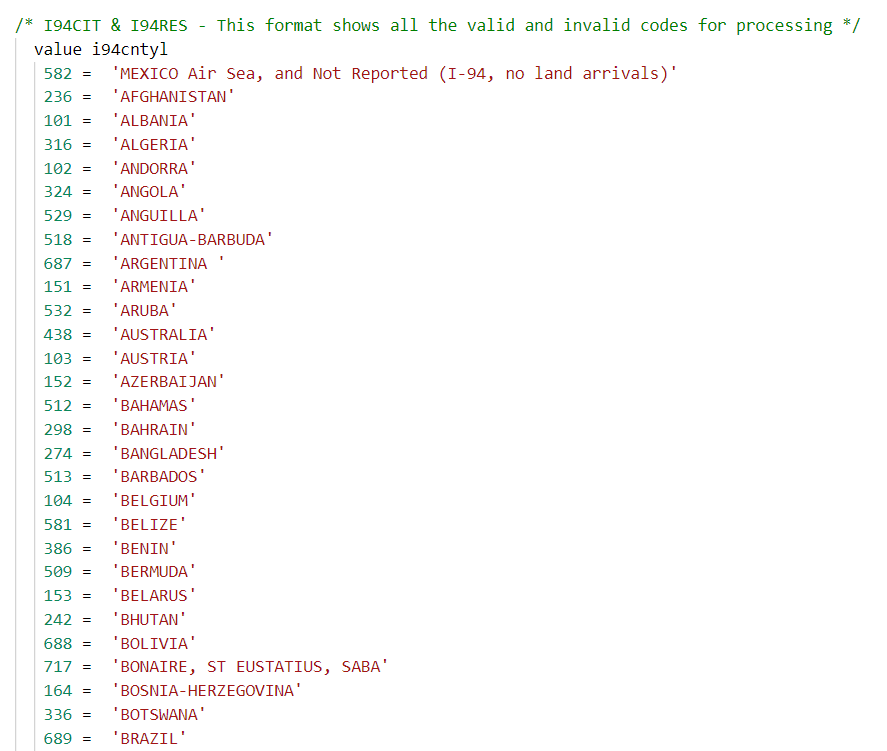 /* I94CIT & I94RES - This format shows all the valid and invalid codes for processing */
value i94cntyl
582 =  'MEXICO Air Sea, and Not Reported (I-94, no land arrivals)'
236 =  'AFGHANISTAN'
101 =  'ALBANIA'
316 =  'ALGERIA'
102 =  'ANDORRA'
324 =  'ANGOLA'
529 =  'ANGUILLA'
518 =  'ANTIGUA-BARBUDA'
687 =  'ARGENTINA '
151 =  'ARMENIA'
532 =  'ARUBA'
438 =  'AUSTRALIA'
103 =  'AUSTRIA'
152 =  'AZERBAIJAN'
512 =  'BAHAMAS'
298 =  'BAHRAIN'
274 =  'BANGLADESH'
513 =  'BARBADOS'
104 =  'BELGIUM'
581 =  'BELIZE'
386 =  'BENIN'
509 =  'BERMUDA'
153 =  'BELARUS'
242 =  'BHUTAN'
688 =  'BOLIVIA'
717 =  'BONAIRE, ST EUSTATIUS, SABA'
164 =  'BOSNIA-HERZEGOVINA'
336 =  'BOTSWANA'
689 =  'BRAZIL'